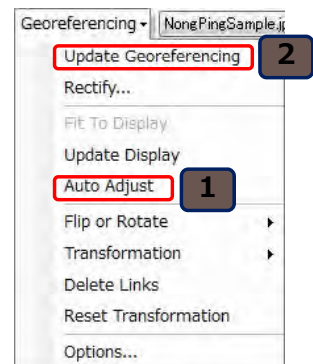 Georeferencing NongPingSample.jp
Update Georeferencing 2
Rectify...
Fit To Display
Update Display
Auto Adjust 1
Flip or Rotate
Transformation
Delete Links
Reset Transformation
Options...